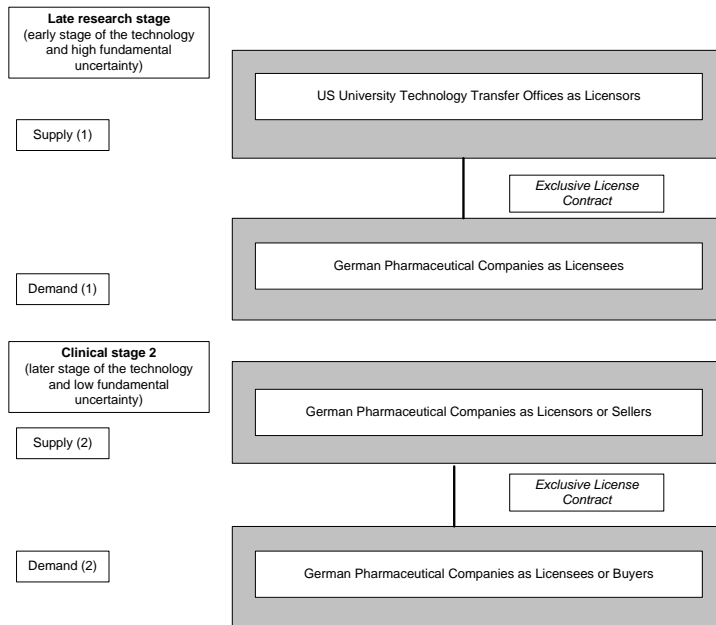 Late research stage
(early stage of the technology
and high fundamental
uncertainty)
US University Technology Transfer Offices as Licensors
Supply (1)
Exclusive License
Contract
German Pharmaceutical Companies as Licensees
Demand (1)
Clinical stage 2
(later stage of the technology
and low fundamental
uncertainty)
German Pharmaceutical Companies as Licensors or Sellers
Supply (2)
Exclusive License
Contract
Demand (2)
German Pharmaceutical Companies as Licensees or Buyers